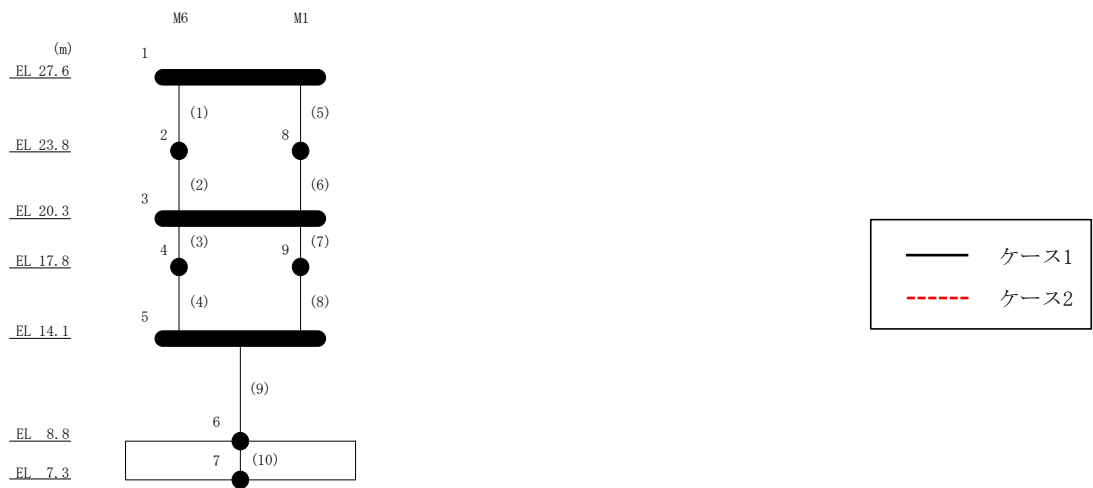 M6 M1
(m)
1
EL 27.6
(1) (5)
2 8
EL 23.8
(2) (6)
3
EL 20.3
(3) (7)
4 9
EL 17.8
(4) (8)
5
EL 14.1
(9)
6
EL 8.8
7 (10)
EL 7.3
ケース1
ケース2